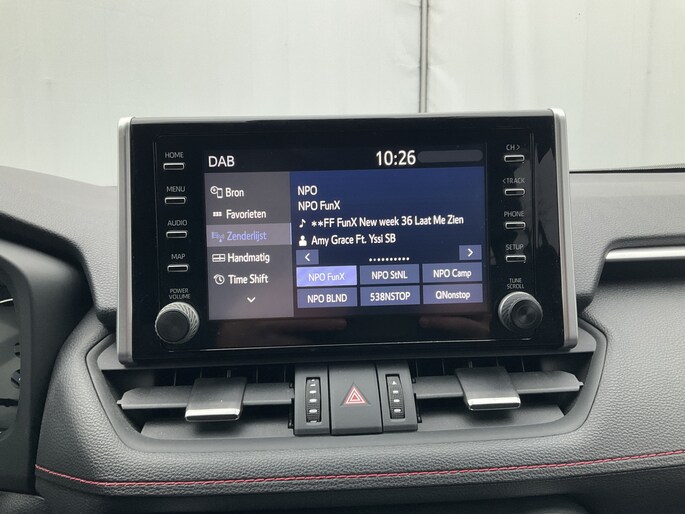 HOME
MENU
AUDIO
MAP
POWER
VOLUME
DAB
10:26
Bron
Favorieten
Zenderlijst
Handmatig
Time Shift
NPO
NPO FunX
**FF FunX New week 36 Laat Me Zien
Amy Grace Ft. Yssi SB
NPO FunX
NPO StNL
NPO Camp
NPO BLND
538NSTOP
QNonstop
CH >
< TRACK
PHONE
SETUP
TUNE
SCROLL